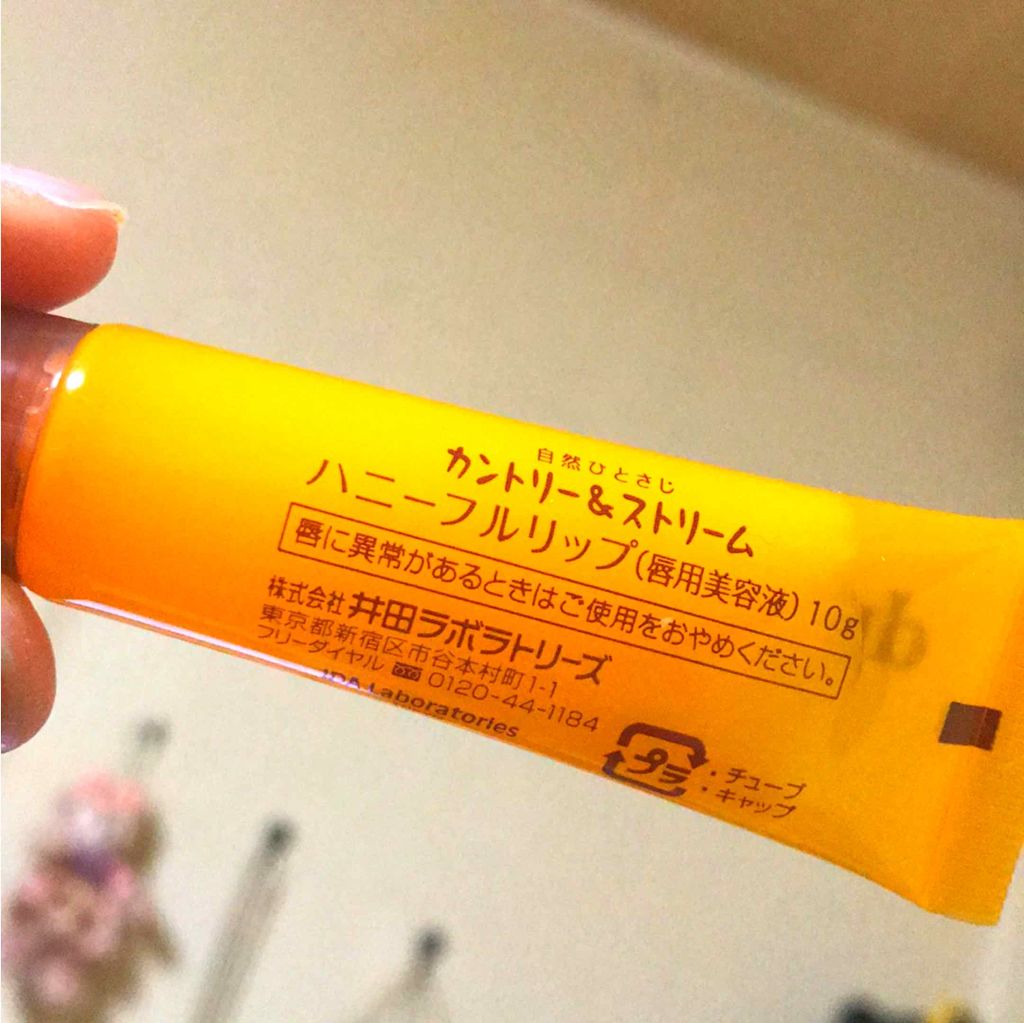 自然ひとさじ
カントリー&ストリーム
ハニーフルリップ(唇用美容液) 10g
唇に異常があるときはご使用をおやめください。
株式会社 井田ラボラトリーズ
東京都新宿区市谷本村町1-1
フリーダイヤル 0120-44-1184
IDA Laboratories
プラ
・チューブ
・キャップ